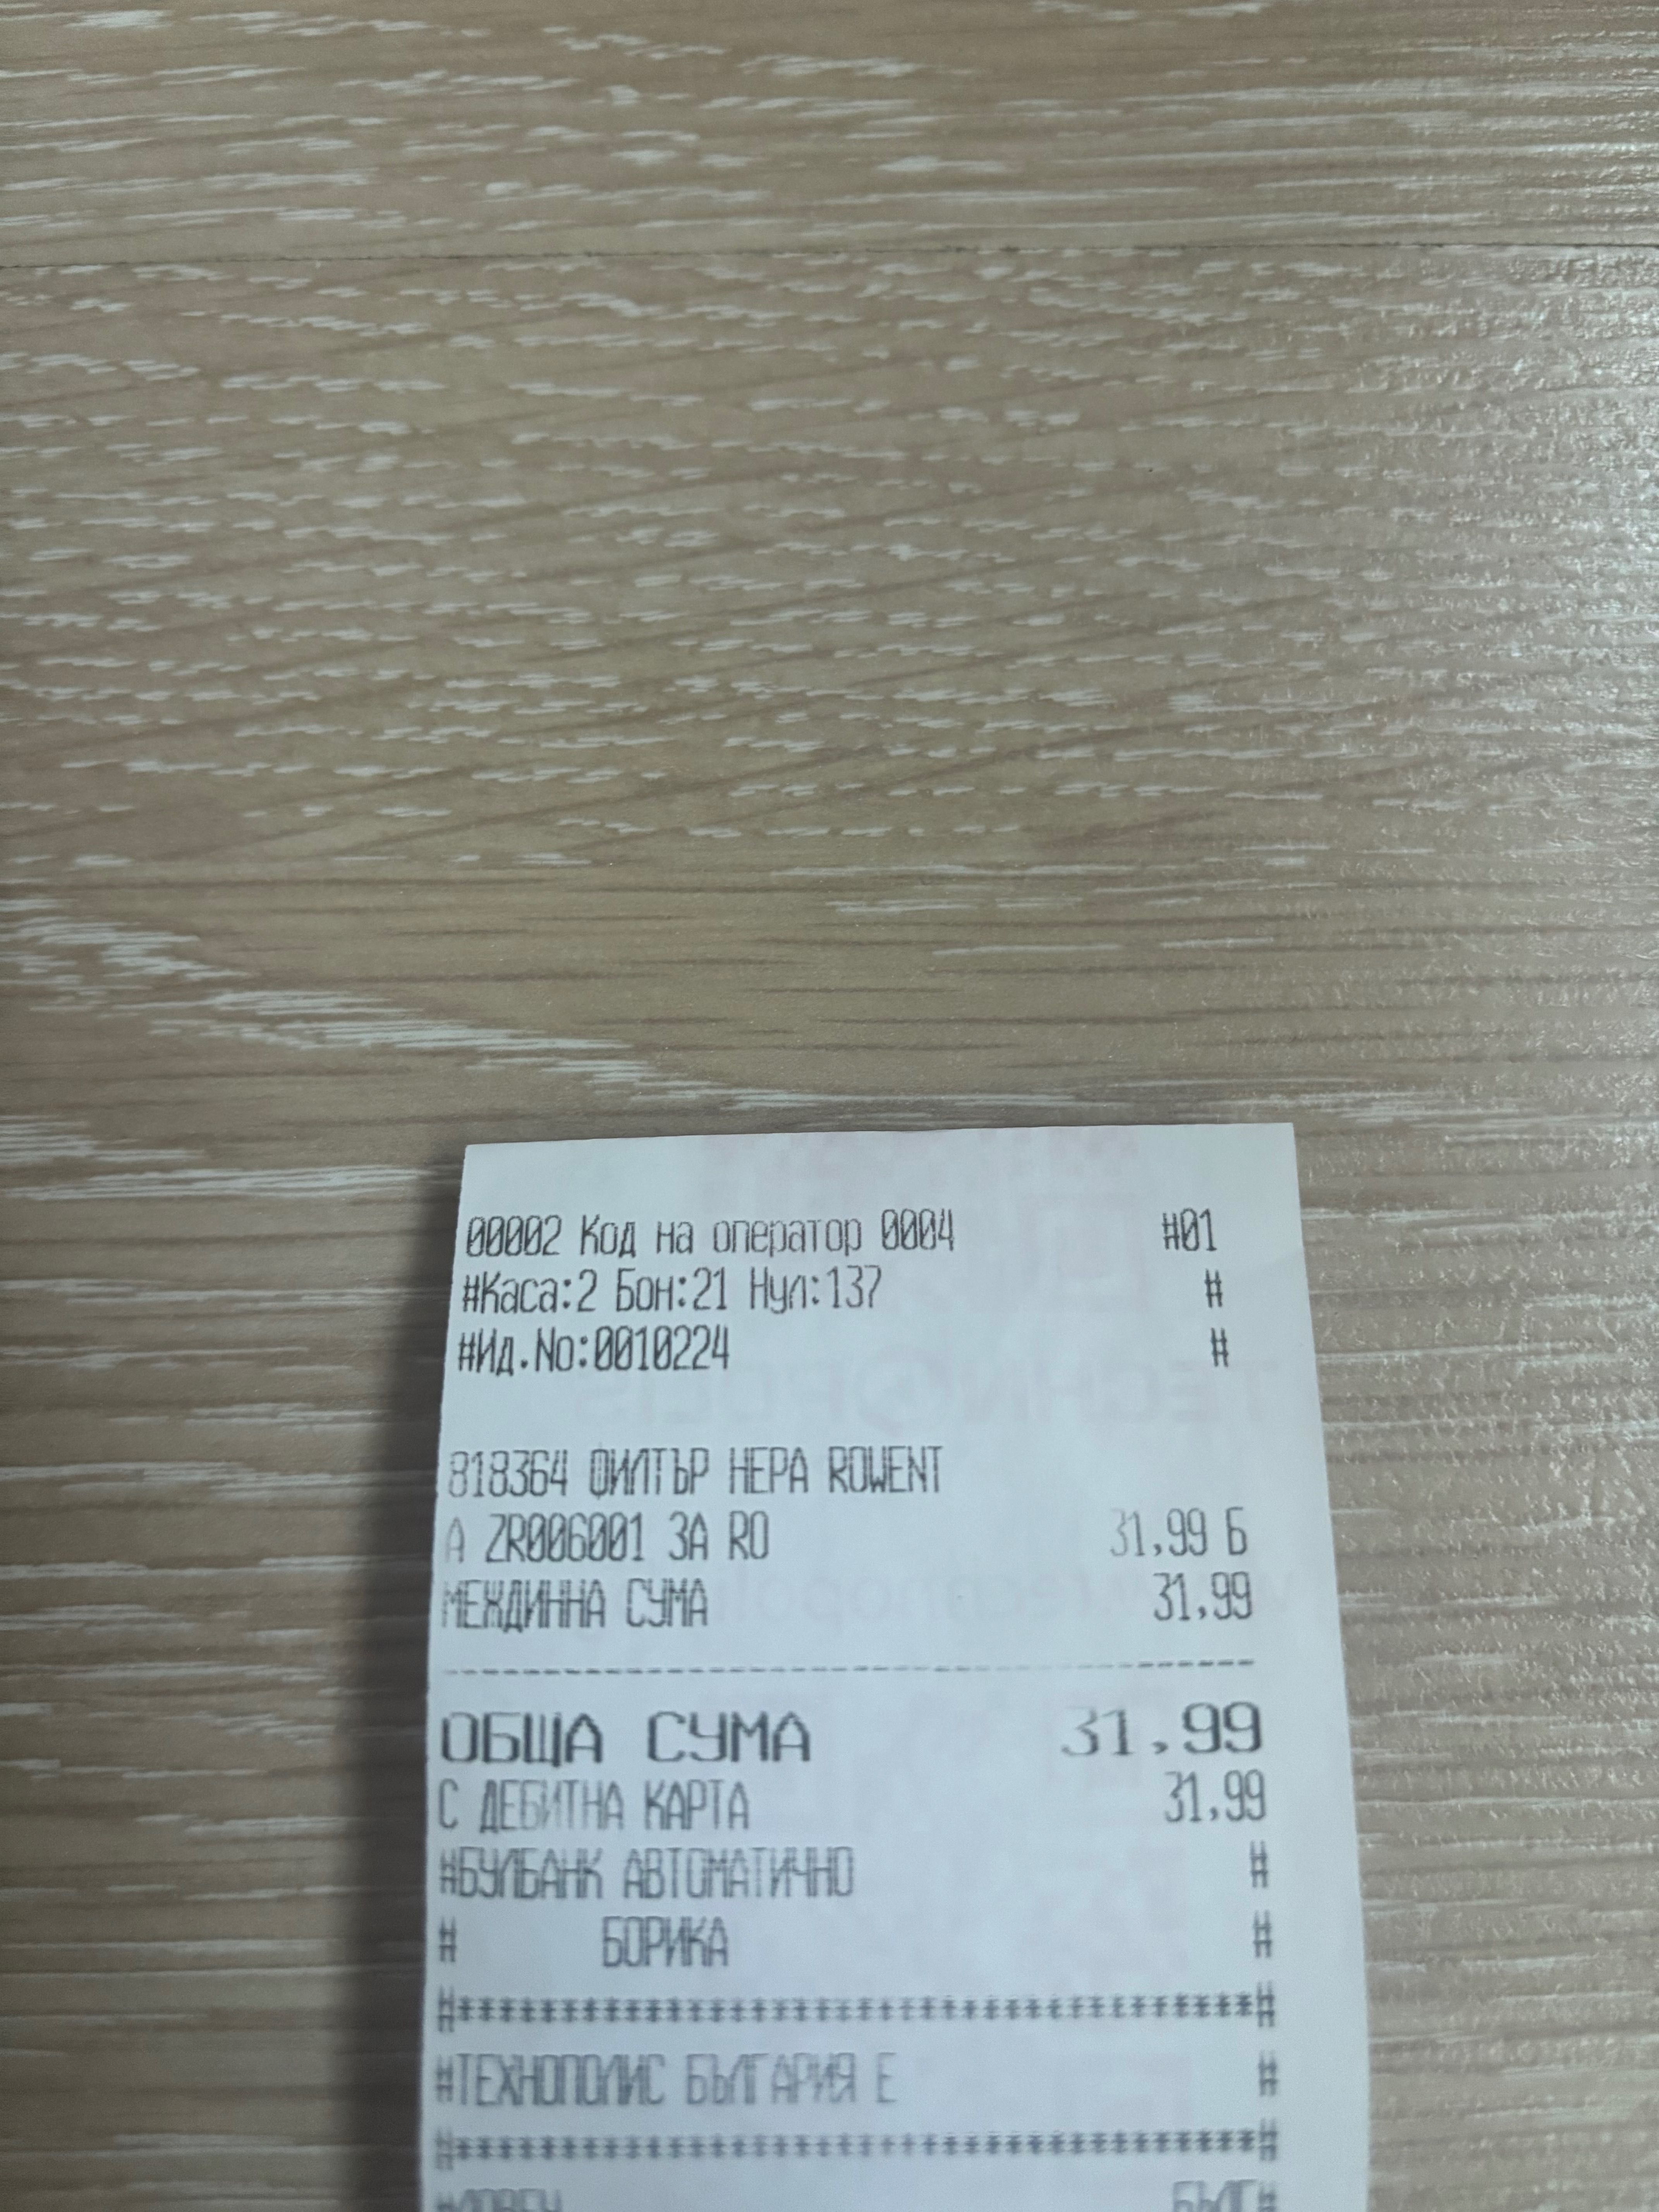 00002 Код на оператор 0004 #01
#Каса:2 Бон:21 Нул:137 #
#Ид.No:0010224 #
818364 ФИЛТЪР HEPA ROWENT
A ZR006001 ЗА RO 31,99 Б
МЕЖДИННА СУМА 31,99
ОБЩА СУМА 31,99
С ДЕБИТНА КАРТА 31,99
#БУЛБАНК АВТОМАТИЧНО #
# БОРИКА #
#**************************************#
#ТЕХНОПОЛИС БЪЛГАРИЯ Е #
#**************************************#